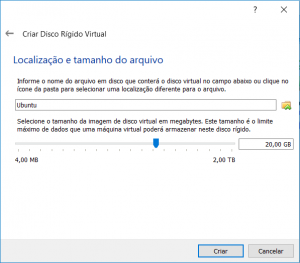 ?
Criar Disco Rígido Virtual
Localização e tamanho do arquivo
Informe o nome do arquivo em disco que conterá o disco virtual no campo abaixo ou clique no
ícone da pasta para selecionar uma localização diferente para o arquivo.
Ubuntu
Selecione o tamanho da imagem de disco virtual em megabytes. Este tamanho é o limite
máximo de dados que uma máquina virtual poderá armazenar neste disco rígido.
20,00 GB
4,00 MB 2,00 TB
Criar Cancelar